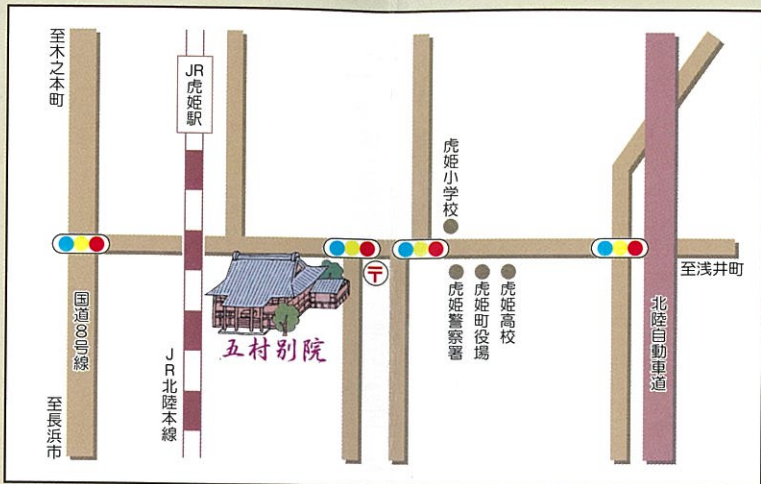 至木之本町
JR虎姫駅
虎姫小学校
〒
至浅井町
国道8号線
五村別院
虎姫警察署
虎姫町役場
虎姫高校
北陸自動車道
JR北陸本線
至長浜市